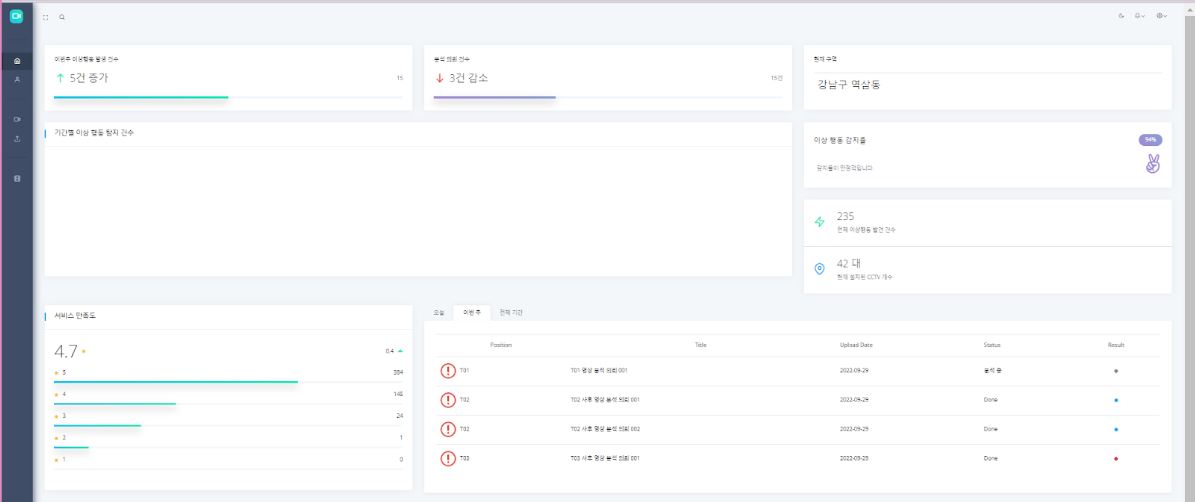 이번주 이상행동 발생 건수
5건 증가
15
분석 의뢰 건수
3건 감소
15건
현재 구역
강남구 역삼동
기간별 이상 행동 탐지 건수
이상 행동 감지율
94%
감지율이 안정적입니다.
235
전체 이상행동 발견 건수
42 대
현재 설치된 CCTV 개수
서비스 만족도
4.7
0.4
5
384
4
145
3
24
2
1
1
0
오늘
이번 주
전체 기간
Position Title Upload Date Status Result
T01 T01 영상 분석 의뢰 001 2022-09-29 분석 중
T02 T02 사후 영상 분석 의뢰 001 2022-09-29 Done
T02 T02 사후 영상 분석 의뢰 002 2022-09-29 Done
T03 T03 사후 영상 분석 의뢰 001 2022-09-29 Done